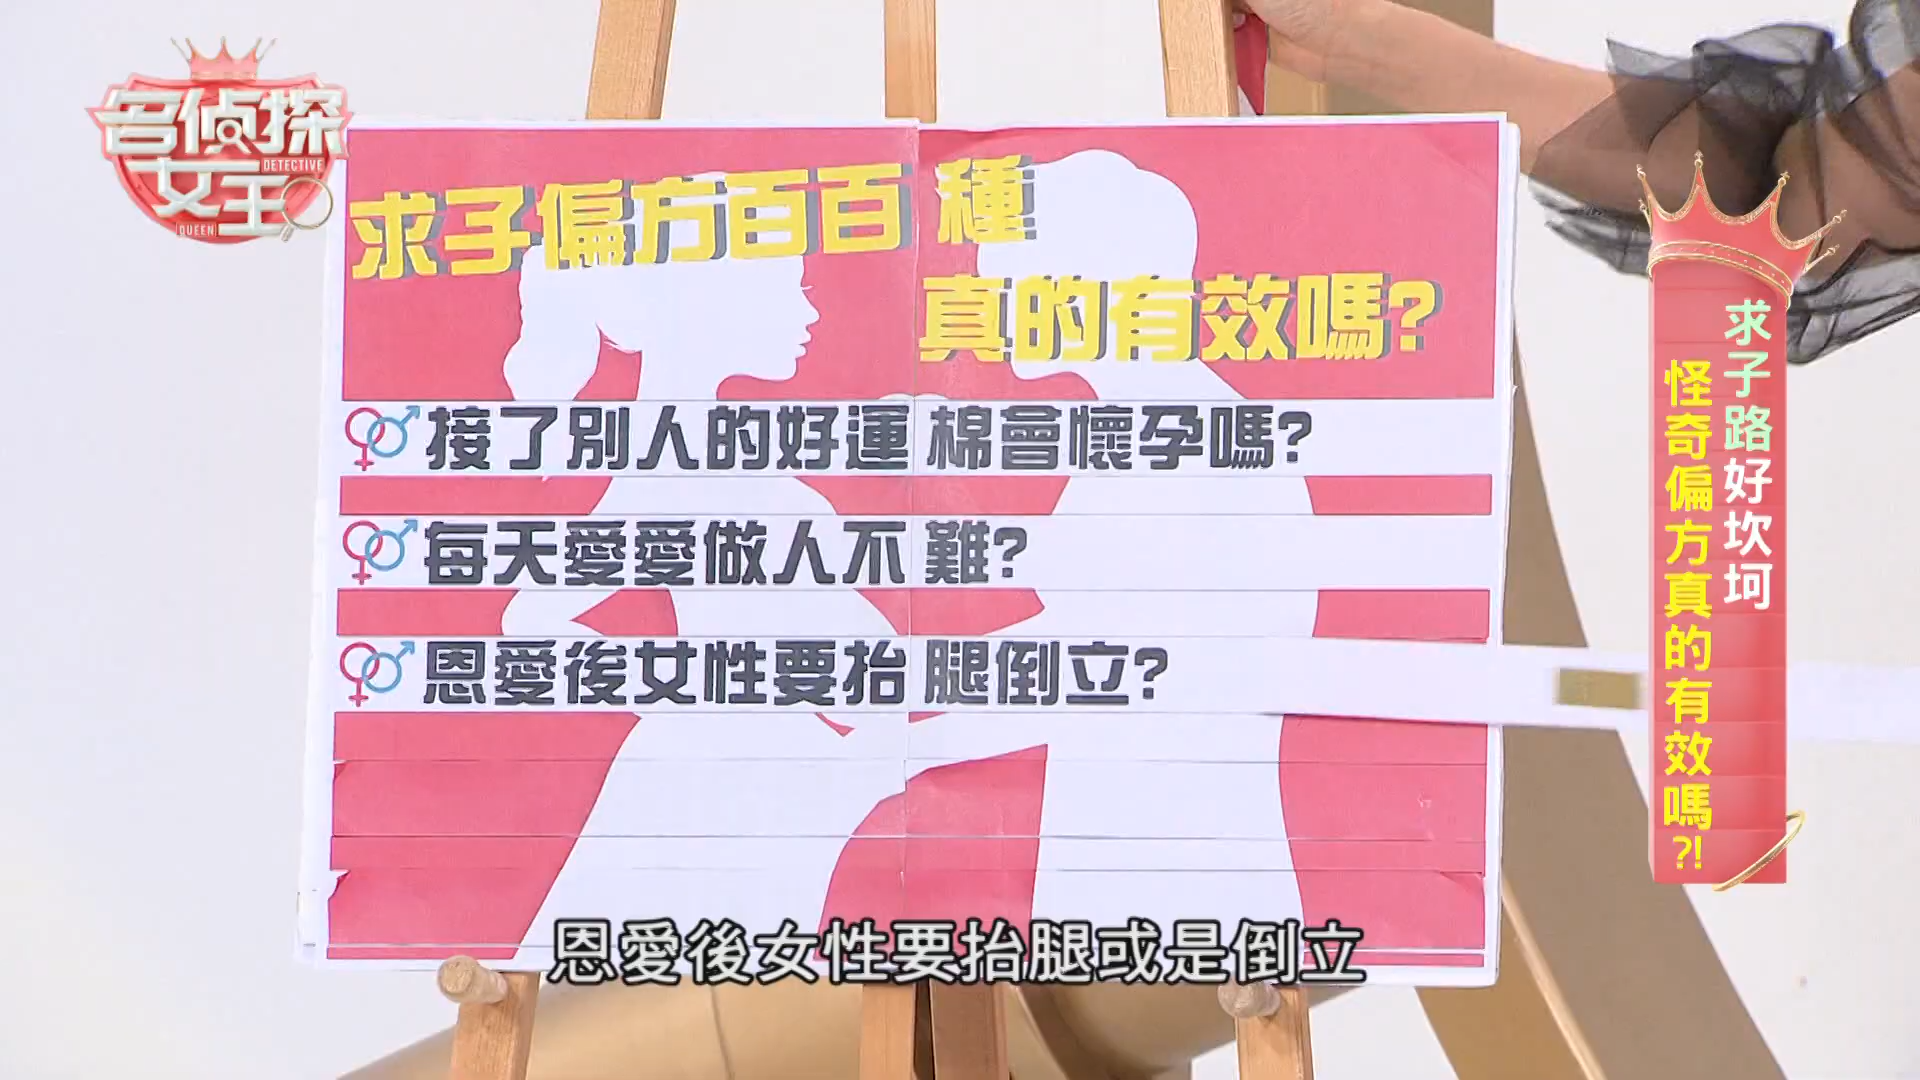 名偵探
DETECTIVE
女王
QUEEN
求子偏方百百種
真的有效嗎?
接了別人的好運棉會懷孕嗎?
每天愛愛做人不難?
恩愛後女性要抬腿倒立?
求子路好坎坷
怪奇偏方真的有效嗎?!
恩愛後女性要抬腿或是倒立